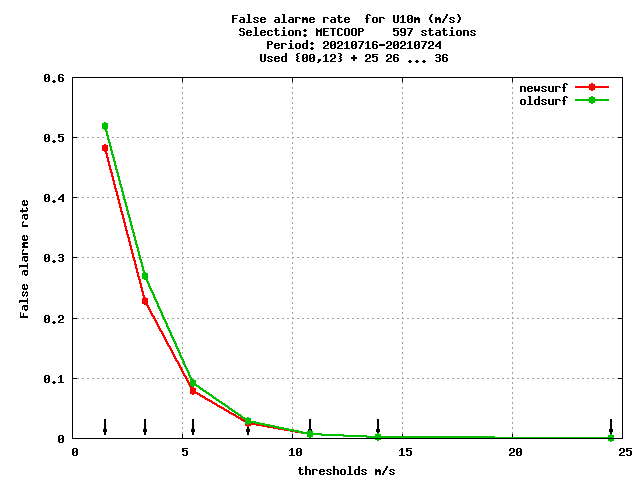 False alarme rate  for U10m (m/s)
Selection: METCOOP    597 stations
Period: 20210716-20210724
Used {00,12} + 25 26 ... 36
0.6
0.5
0.4
0.3
0.2
0.1
0
False alarme rate
newsurf
oldsurf
0 5 10 15 20 25
thresholds m/s